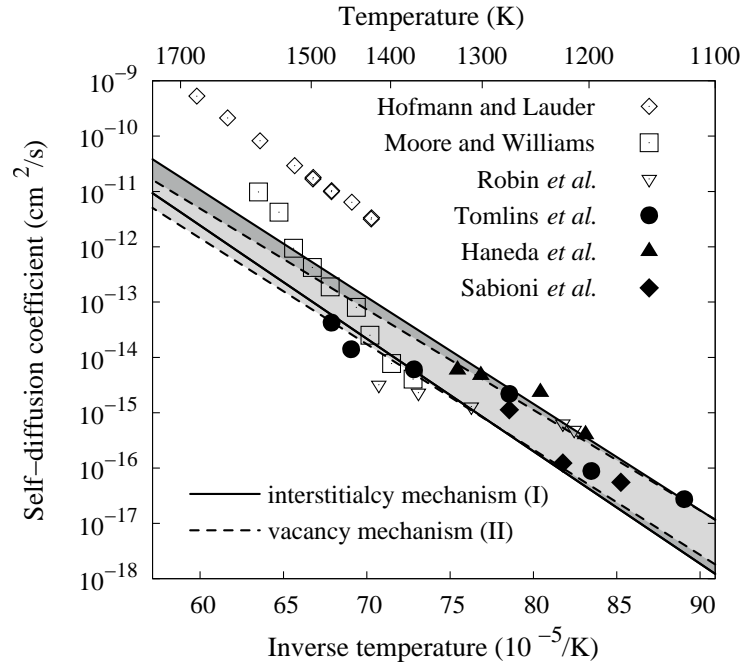 Temperature (K)
1700 1500 1400 1300 1200 1100
10⁻⁹
10⁻¹⁰
10⁻¹¹
10⁻¹²
10⁻¹³
10⁻¹⁴
10⁻¹⁵
10⁻¹⁶
10⁻¹⁷
10⁻¹⁸
Self−diffusion coefficient (cm²/s)
Hofmann and Lauder
Moore and Williams
Robin et al.
Tomlins et al.
Haneda et al.
Sabioni et al.
interstitialcy mechanism (I)
vacancy mechanism (II)
60 65 70 75 80 85 90
Inverse temperature (10 ⁻⁵/K)